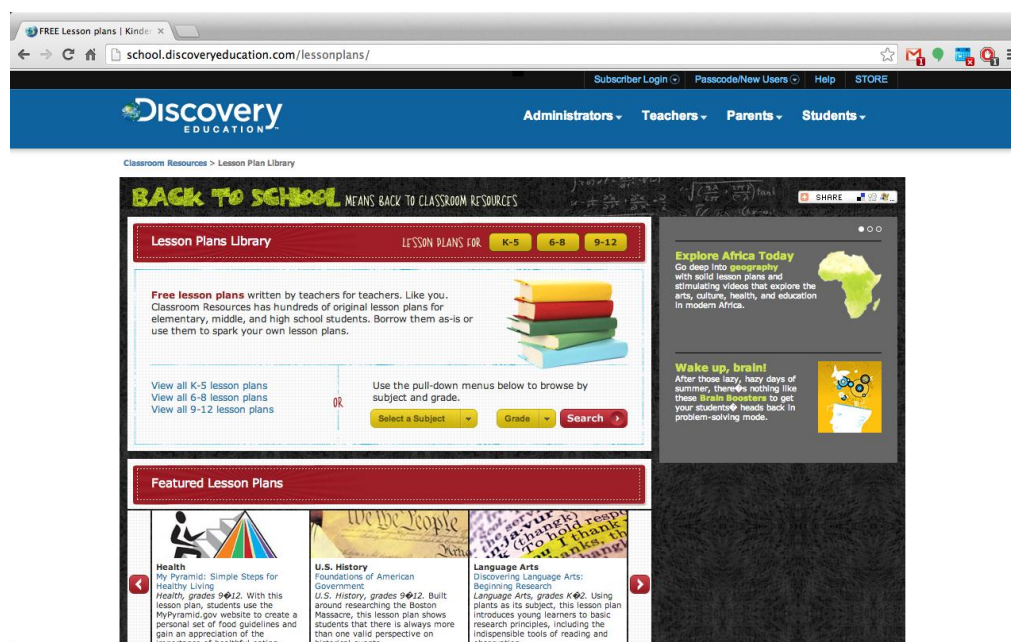 FREE Lesson plans | Kinder
school.discoveryeducation.com/lessonplans/
Subscriber Login Passcode/New Users Help STORE
Discovery
EDUCATION
Administrators Teachers Parents Students
Classroom Resources > Lesson Plan Library
BACK TO SCHOOL MEANS BACK TO CLASSROOM RESOURCES
SHARE
Lesson Plans Library
LESSON PLANS FOR K-5 6-8 9-12
Free lesson plans written by teachers for teachers. Like you.
Classroom Resources has hundreds of original lesson plans for
elementary, middle, and high school students. Borrow them as-is or
use them to spark your own lesson plans.
View all K-5 lesson plans
View all 6-8 lesson plans
View all 9-12 lesson plans
OR
Use the pull-down menus below to browse by
subject and grade.
Select a Subject Grade Search
Explore Africa Today
Go deep into geography
with solid lesson plans and
stimulating videos that explore the
arts, culture, health, and education
in modern Africa.
Wake up, brain!
After those lazy, hazy days of
summer, there�s nothing like
these Brain Boosters to get
your students� heads back in
problem-solving mode.
Featured Lesson Plans
Health
My Pyramid: Simple Steps for
Healthy Living
Health, grades 9�12. With this
lesson plan, students use the
MyPyramid.gov website to create a
personal set of food guidelines and
gain an appreciation of the
importance of healthful eating
We the People
U.S. History
Foundations of American
Government
U.S. History, grades 9�12. Built
around researching the Boston
Massacre, this lesson plan shows
students that there is always more
than one valid perspective on
historical events
Language Arts
Discovering Language Arts:
Beginning Research
Language Arts, grades K�2. Using
plants as its subject, this lesson plan
introduces young learners to basic
research principles, including the
indispensible tools of reading and